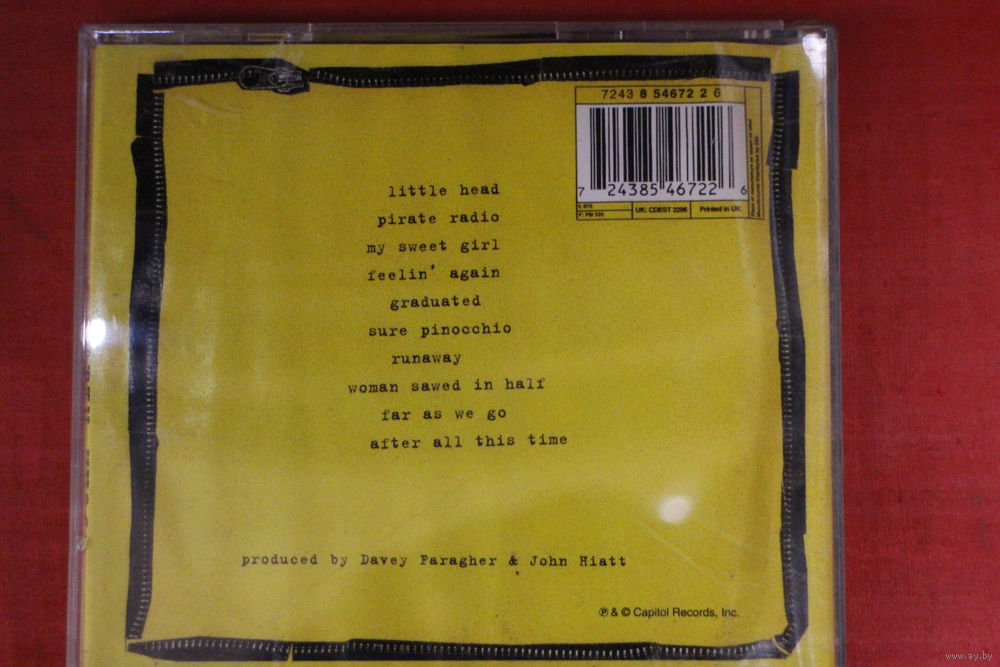 7243 8 54672 2 6
7 24385 46722 6
UK: CDEST 2296
Printed in UK
little head
pirate radio
my sweet girl
feelin' again
graduated
sure pinocchio
runaway
woman sawed in half
far as we go
after all this time
produced by Davey Faragher & John Hiatt
℗ & © Capitol Records, Inc.
www.ay.by